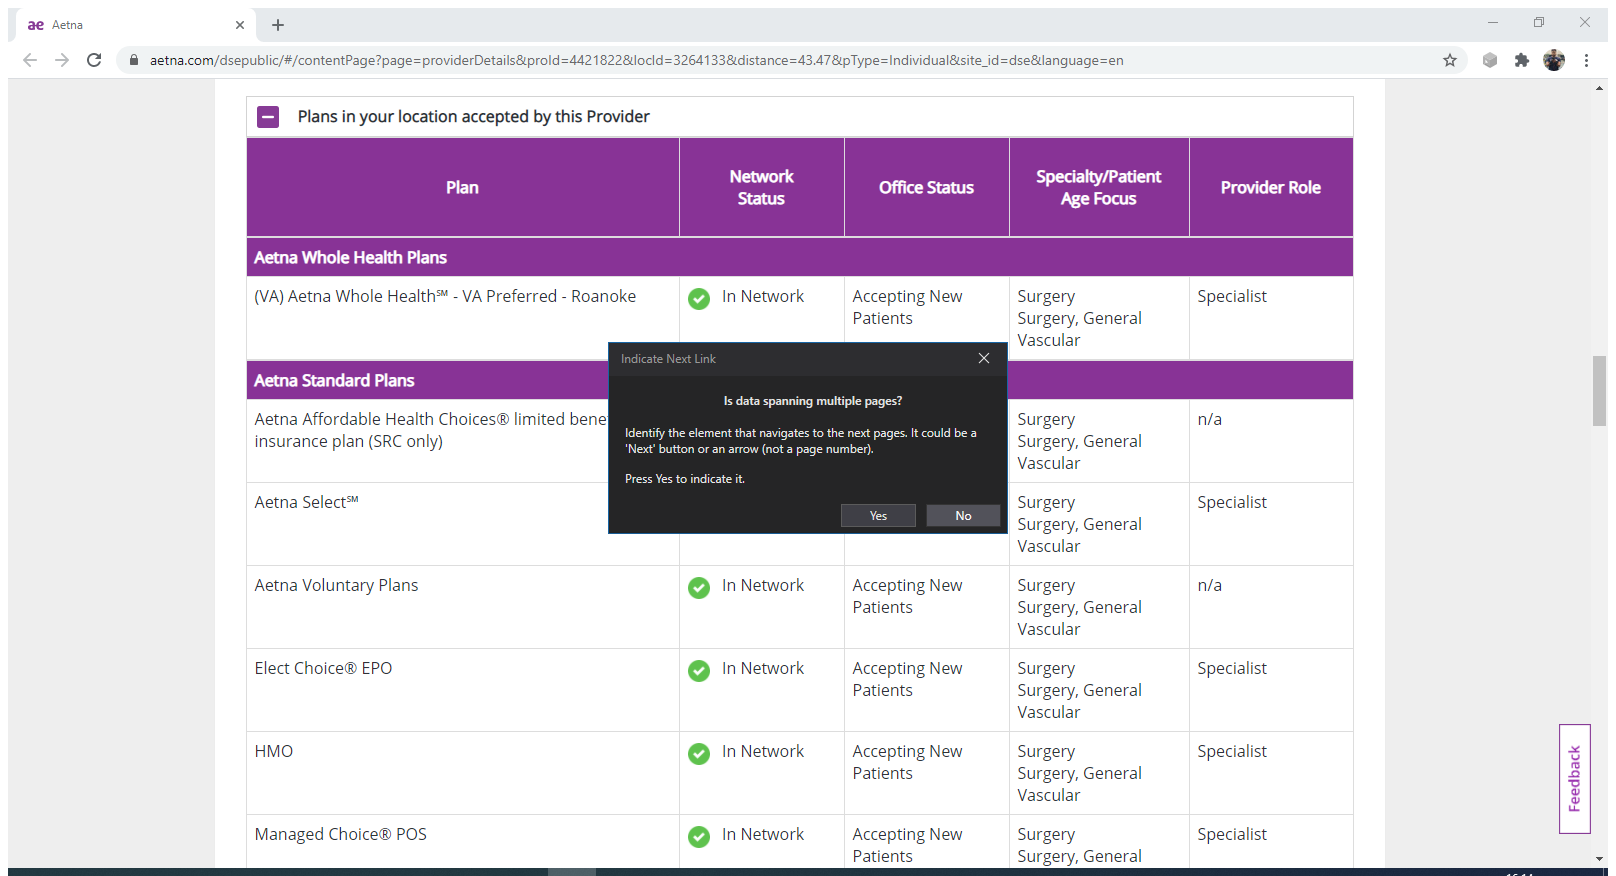 ae Aetna
aetna.com/dsepublic/#/contentPage?page=providerDetails&proId=4421822&locId=3264133&distance=43.47&pType=Individual&site_id=dse&language=en
Plans in your location accepted by this Provider
Plan
Network
Status
Office Status
Specialty/Patient
Age Focus
Provider Role
Aetna Whole Health Plans
(VA) Aetna Whole Health℠ - VA Preferred - Roanoke
In Network
Accepting New
Patients
Surgery
Surgery, General
Vascular
Specialist
Aetna Standard Plans
Aetna Affordable Health Choices® limited bene
insurance plan (SRC only)
Surgery
Surgery, General
Vascular
n/a
Indicate Next Link
Is data spanning multiple pages?
Identify the element that navigates to the next pages. It could be a
'Next' button or an arrow (not a page number).
Press Yes to indicate it.
Yes
No
Aetna Select℠
Surgery
Surgery, General
Vascular
Specialist
Aetna Voluntary Plans
In Network
Accepting New
Patients
Surgery
Surgery, General
Vascular
n/a
Elect Choice® EPO
In Network
Accepting New
Patients
Surgery
Surgery, General
Vascular
Specialist
HMO
In Network
Accepting New
Patients
Surgery
Surgery, General
Vascular
Specialist
Managed Choice® POS
In Network
Accepting New
Patients
Surgery
Surgery, General
Specialist
Feedback